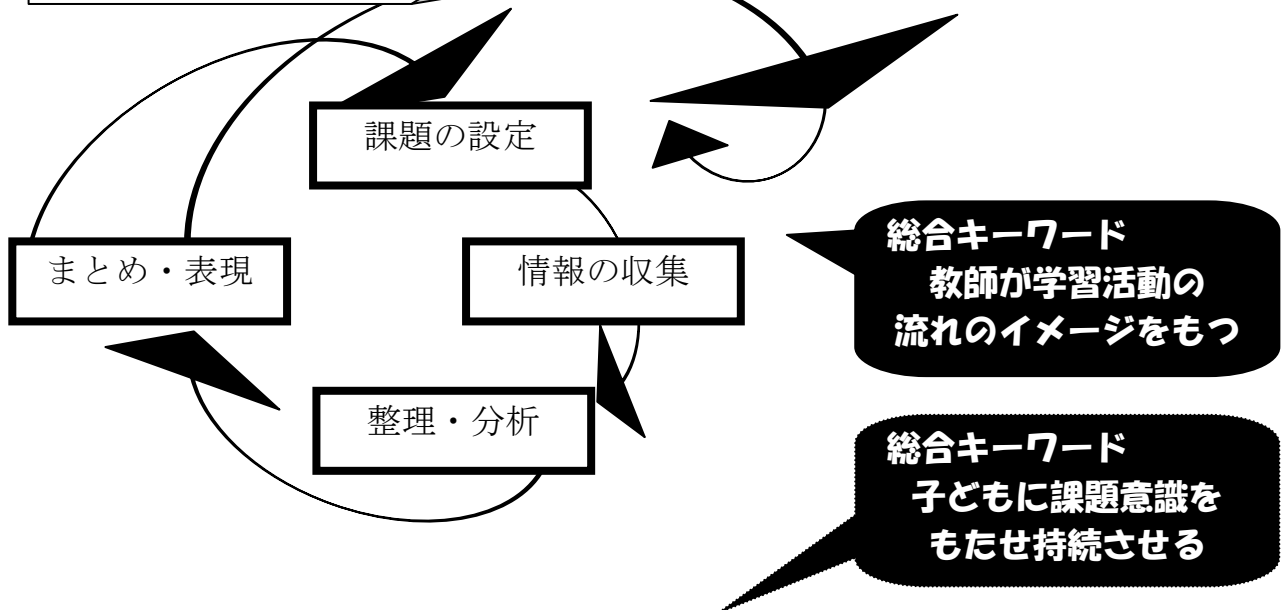 課題の設定
まとめ・表現
情報の収集
整理・分析
総合キーワード
教師が学習活動の
流れのイメージをもつ
総合キーワード
子どもに課題意識を
もたせ持続させる